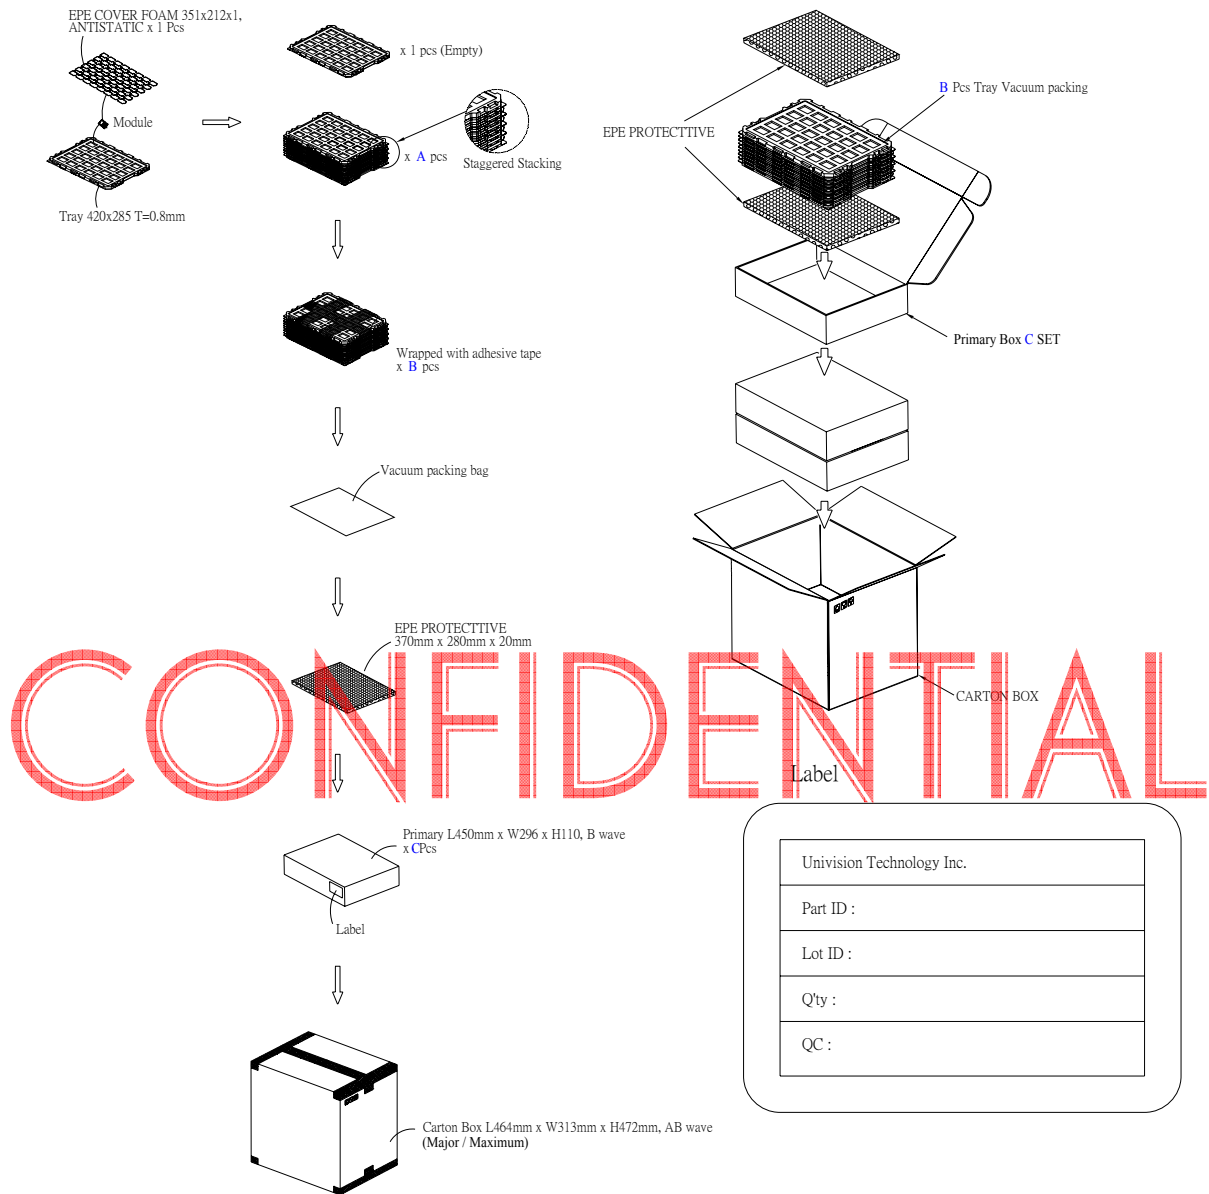 EPE COVER FOAM 351x212x1,
ANTISTATIC x 1 Pcs
Module
Tray 420x285 T=0.8mm
x 1 pcs (Empty)
x A pcs
Staggered Stacking
Wrapped with adhesive tape
x B pcs
Vacuum packing bag
EPE PROTECTTIVE
370mm x 280mm x 20mm
Primary L450mm x W296 x H110, B wave
x CPcs
Label
Carton Box L464mm x W313mm x H472mm, AB wave
(Major / Maximum)
B Pcs Tray Vacuum packing
EPE PROTECTTIVE
Primary Box C SET
CARTON BOX
CONFIDENTIAL
Label
Univision Technology Inc.
Part ID :
Lot ID :
Q'ty :
QC :